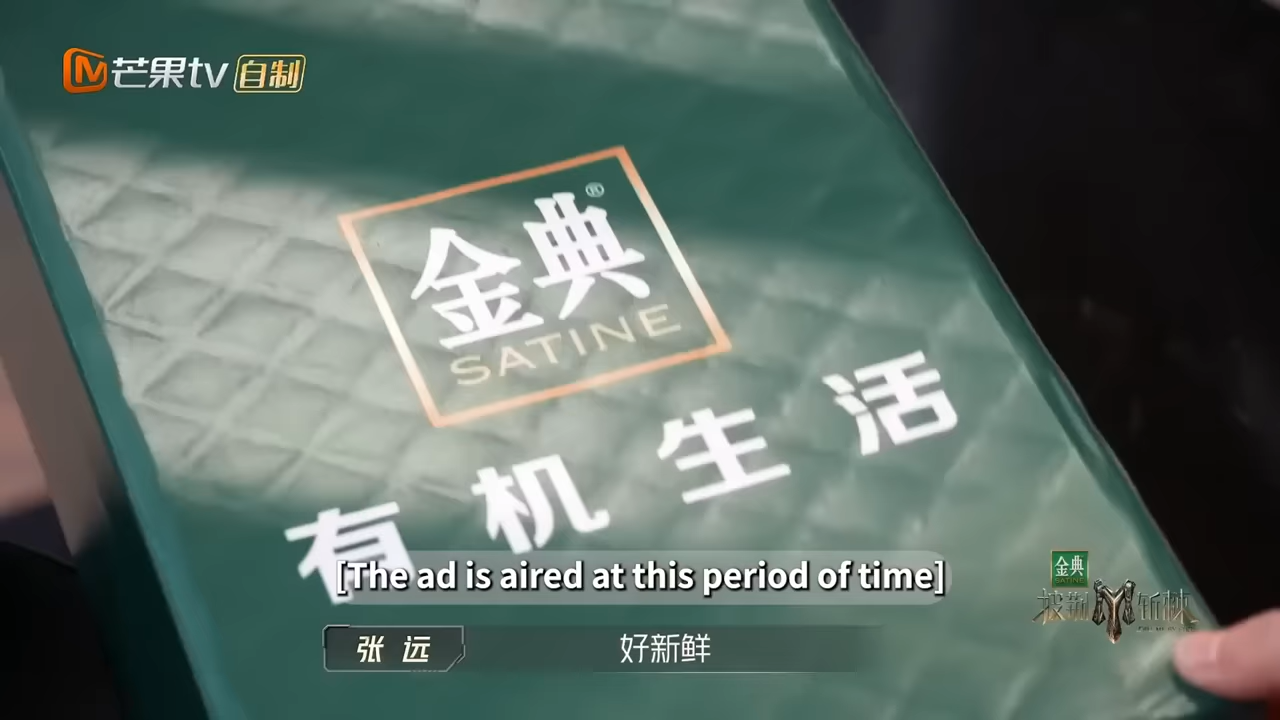 芒果tv 自制
金典®
SATINE
有机生活
[The ad is aired at this period of time]
金典
SATINE
披荆斩棘
张远 好新鲜